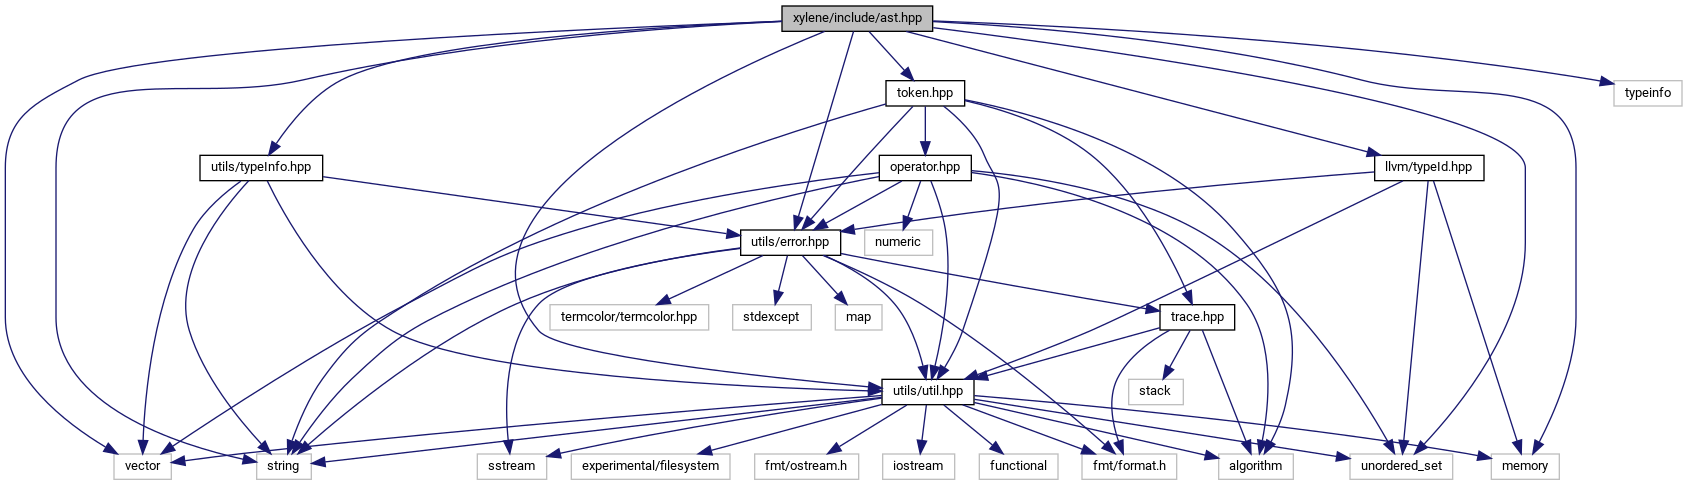 xylene/include/ast.hpp
token.hpp
typeinfo
utils/typeInfo.hpp
operator.hpp
llvm/typeId.hpp
utils/error.hpp
numeric
termcolor/termcolor.hpp
stdexcept
map
trace.hpp
utils/util.hpp
stack
vector
string
sstream
experimental/filesystem
fmt/ostream.h
iostream
functional
fmt/format.h
algorithm
unordered_set
memory